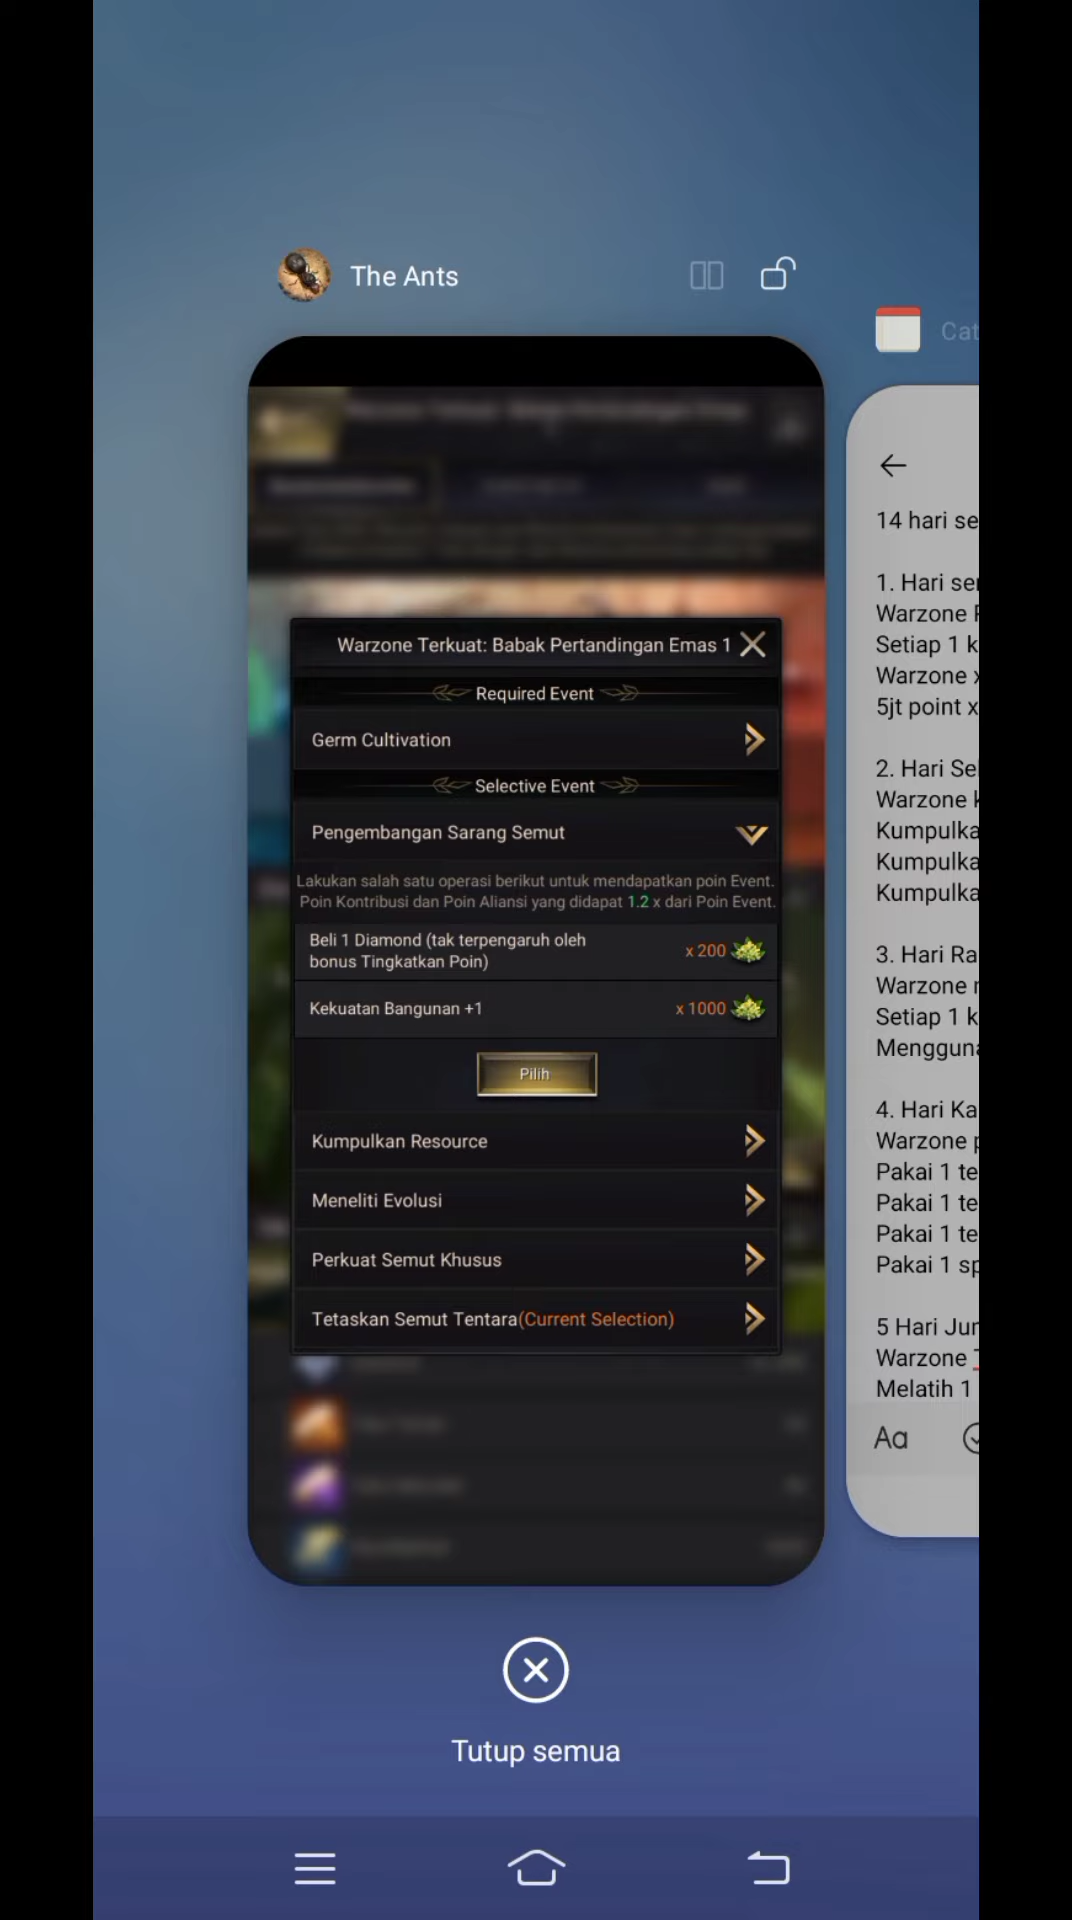 The Ants
Warzone Terkuat: Babak Pertandingan Emas 1
Required Event
Germ Cultivation
Selective Event
Pengembangan Sarang Semut
Lakukan salah satu operasi berikut untuk mendapatkan poin Event.
Poin Kontribusi dan Poin Aliansi yang didapat 1.2 x dari Poin Event.
Beli 1 Diamond (tak terpengaruh oleh
bonus Tingkatkan Poin)
x 200
Kekuatan Bangunan +1
x 1000
Pilih
Kumpulkan Resource
Meneliti Evolusi
Perkuat Semut Khusus
Tetaskan Semut Tentara(Current Selection)
Cat
14 hari se
1. Hari
Warzone
Setiap 1 k
Warzone x
5jt point x
2. Hari Sel
Warzone k
Kumpulka
Kumpulka
Kumpulka
3. Hari Ra
Warzone
Setiap 1 k
Mengguna
4. Hari Ka
Warzone p
Pakai 1 te
Pakai 1 te
Pakai 1 te
Pakai 1 sp
5 Hari Jum
Warzone
Melatih 1
Aa
Tutup semua